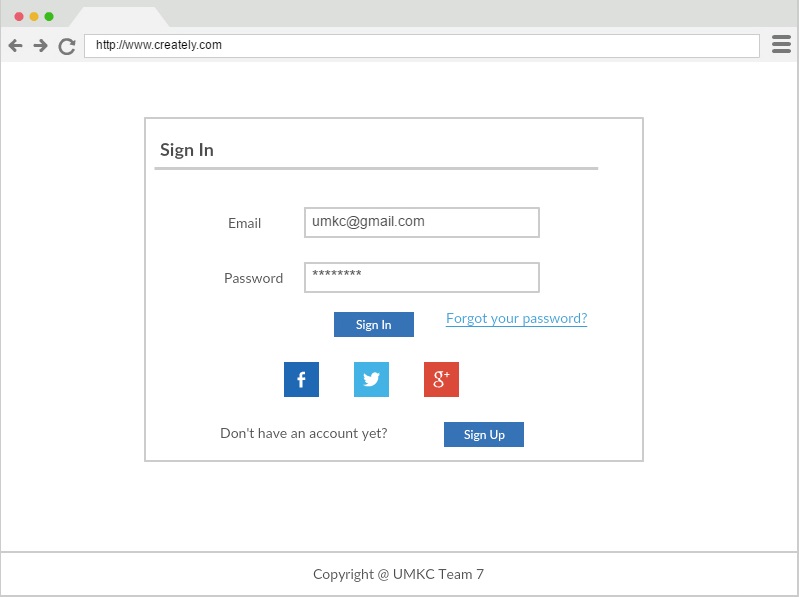 http://www.creately.com
Sign In
Email umkc@gmail.com
Password ********
Sign In Forgot your password?
f g+
Don't have an account yet? Sign Up
Copyright @ UMKC Team 7